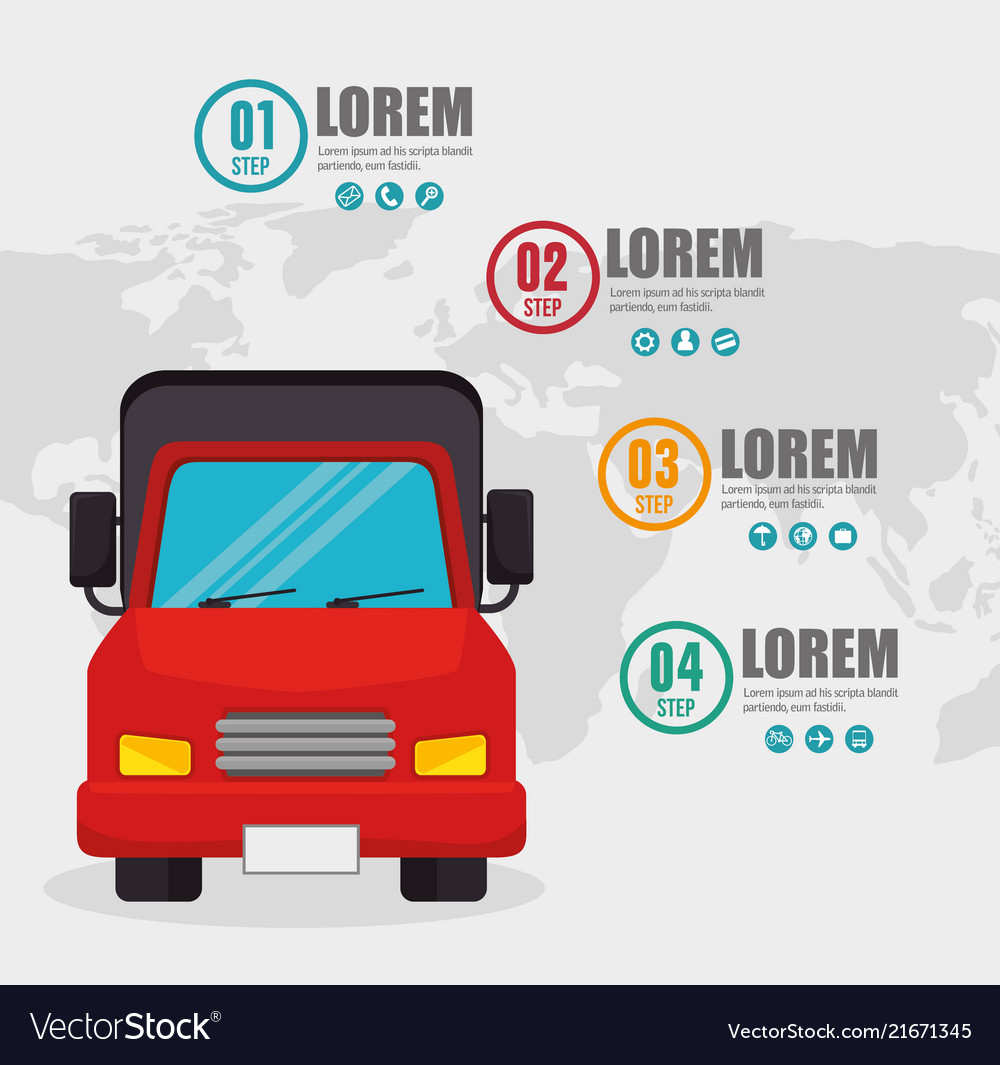 01
STEP
LOREM
Lorem ipsum ad his scripta blandit
partiendo, eum fastidii.
02
STEP
LOREM
Lorem ipsum ad his scripta blandit
partiendo, eum fastidii.
03
STEP
LOREM
Lorem ipsum ad his scripta blandit
partiendo, eum fastidii.
04
STEP
LOREM
Lorem ipsum ad his scripta blandit
partiendo, eum fastidii.
VectorStock®
VectorStock.com/21671345